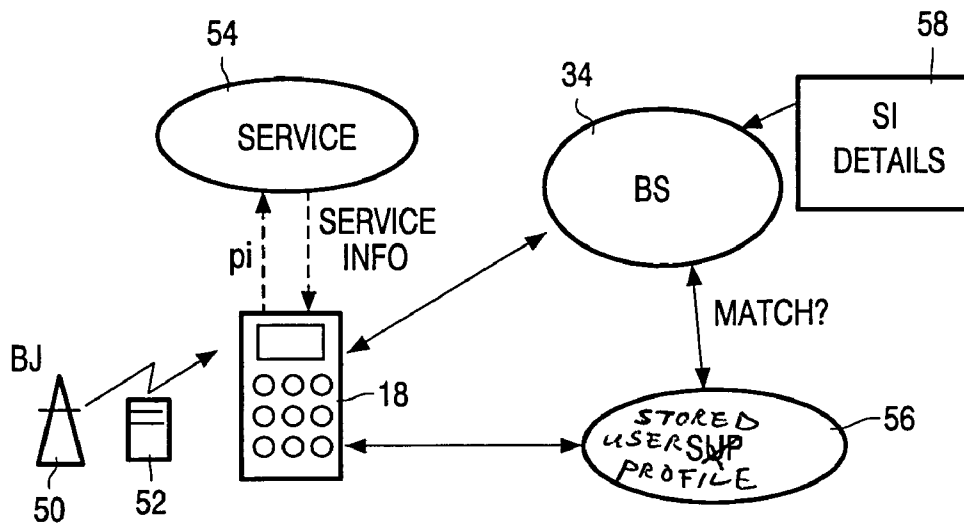 54
58
34
SERVICE
SI
DETAILS
BS
pi
SERVICE
INFO
MATCH?
BJ
18
STORED
USER SUP
PROFILE
56
50
52